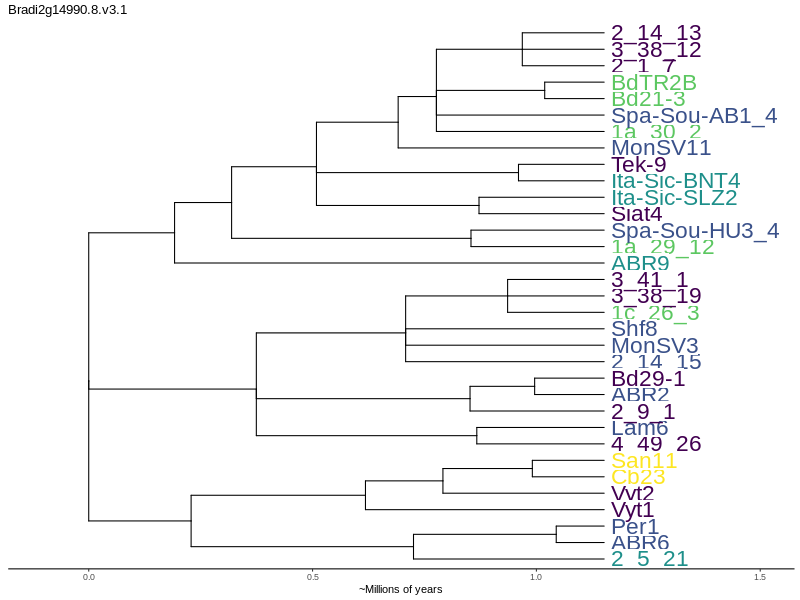 Bradi2g14990.8.v3.1
2_14_13
3_38_12
2_1_7
BdTR2B
Bd21-3
Spa-Sou-AB1_4
1a_30_2
MonSV11
Tek-9
Ita-Sic-BNT4
Ita-Sic-SLZ2
Siat4
Spa-Sou-HU3_4
1a_29_12
ABR9
3_41_1
3_38_19
1c_26_3
Shf8
MonSV3
2_14_15
Bd29-1
ABR2
2_9_1
Lam6
4_49_26
San11
Cb23
Vyt2
Vyt1
Per1
ABR6
2_5_21
0.0 0.5 1.0 1.5
~Millions of years